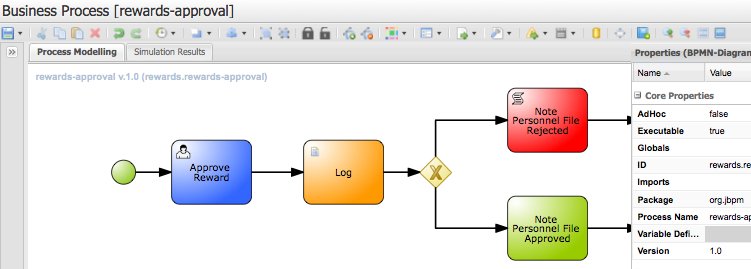 Business Process [rewards-approval]
Process Modelling
Simulation Results
Properties (BPMN-Diagram
rewards-approval v.1.0 (rewards.rewards-approval)
Name
Value
Core Properties
AdHoc
false
Executable
true
Globals
ID
rewards.re
Imports
Package
org.jbpm
Process Name
rewards-ap
Variable Defi...
Version
1.0
Approve
Reward
Log
X
Note
Personnel File
Rejected
Note
Personnel File
Approved